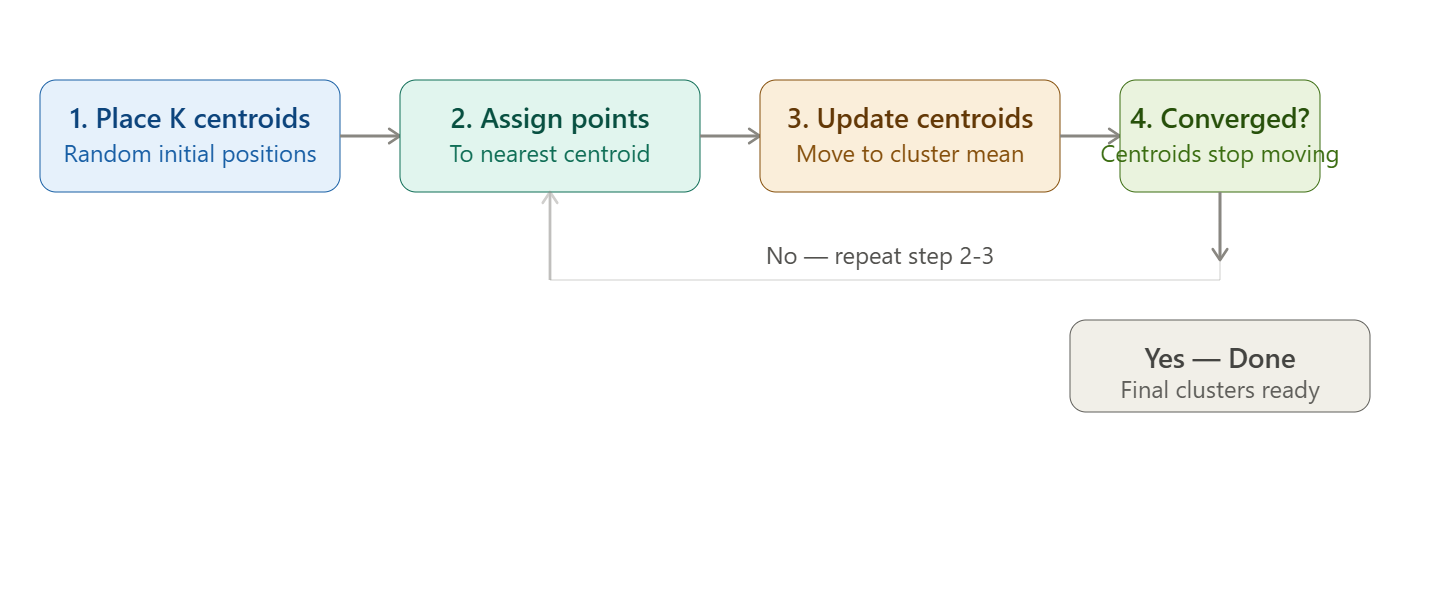 1. Place K centroids
Random initial positions
2. Assign points
To nearest centroid
3. Update centroids
Move to cluster mean
4. Converged?
Centroids stop moving
No — repeat step 2-3
Yes — Done
Final clusters ready